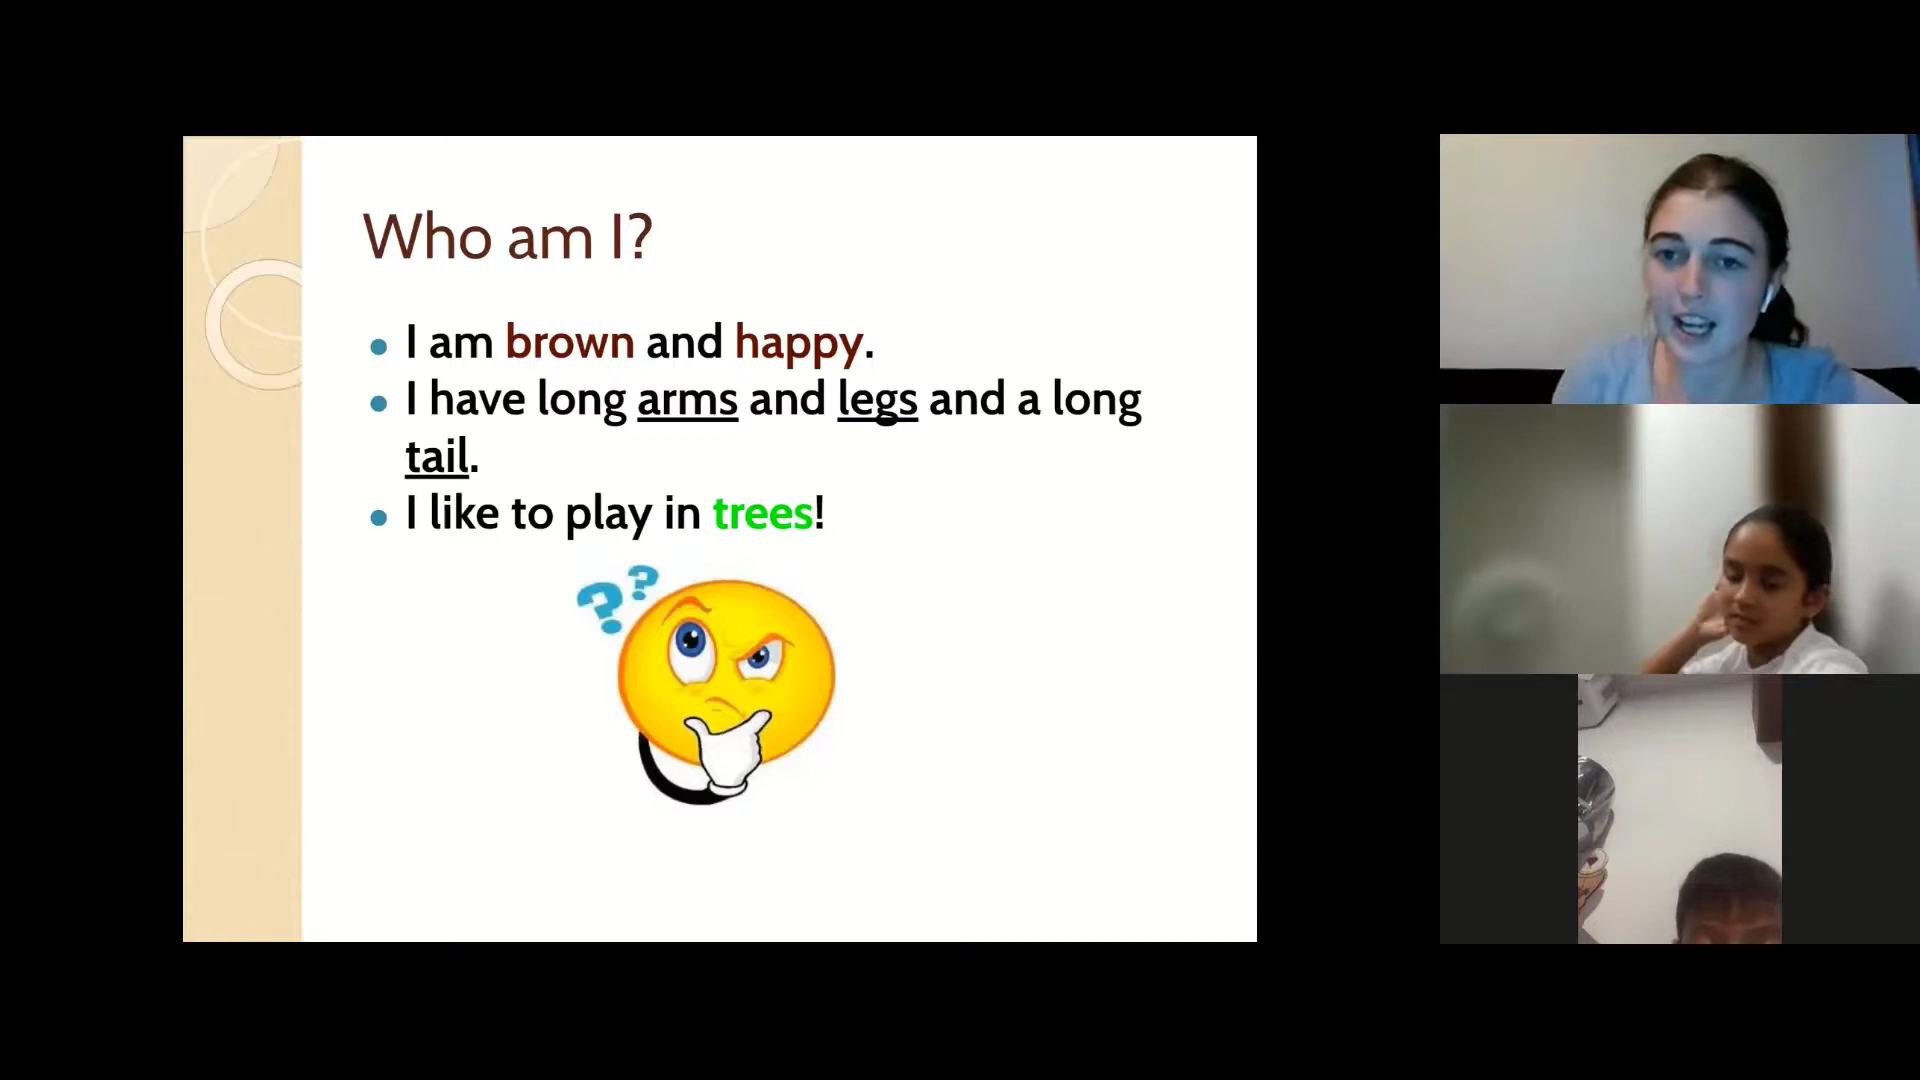 Who am I?
I am brown and happy.
I have long arms and legs and a long
tail.
I like to play in trees!
??